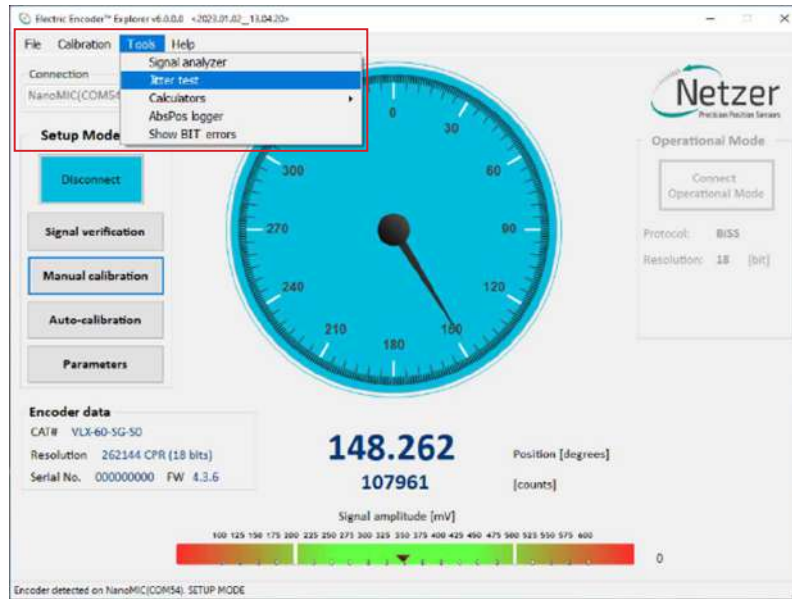 Electric Encoder™ Explorer v6.0.0.0 <2023.01.02__13.04.20>
File Calibration Tools Help
Signal analyzer
Jitter test
Calculators
AbsPos logger
Show BIT errors
Connection
NanoMIC(COM54
Setup Mode
Disconnect
Signal verification
Manual calibration
Auto-calibration
Parameters
0
30
60
90
120
150
180
210
240
270
300
Netzer
Precision Position Sensors
Operational Mode
Connect
Operational Mode
Protocol: BiSS
Resolution: 18 [bit]
Encoder data
CAT# VLX-60-SG-S0
Resolution 262144 CPR (18 bits)
Serial No. 000000000 FW 4.3.6
148.262 Position [degrees]
107961 [counts]
Signal amplitude [mV]
100 125 150 175 200 225 250 275 300 325 350 375 400 425 450 475 500 525 550 575 600
0
Encoder detected on NanoMIC(COM54). SETUP MODE